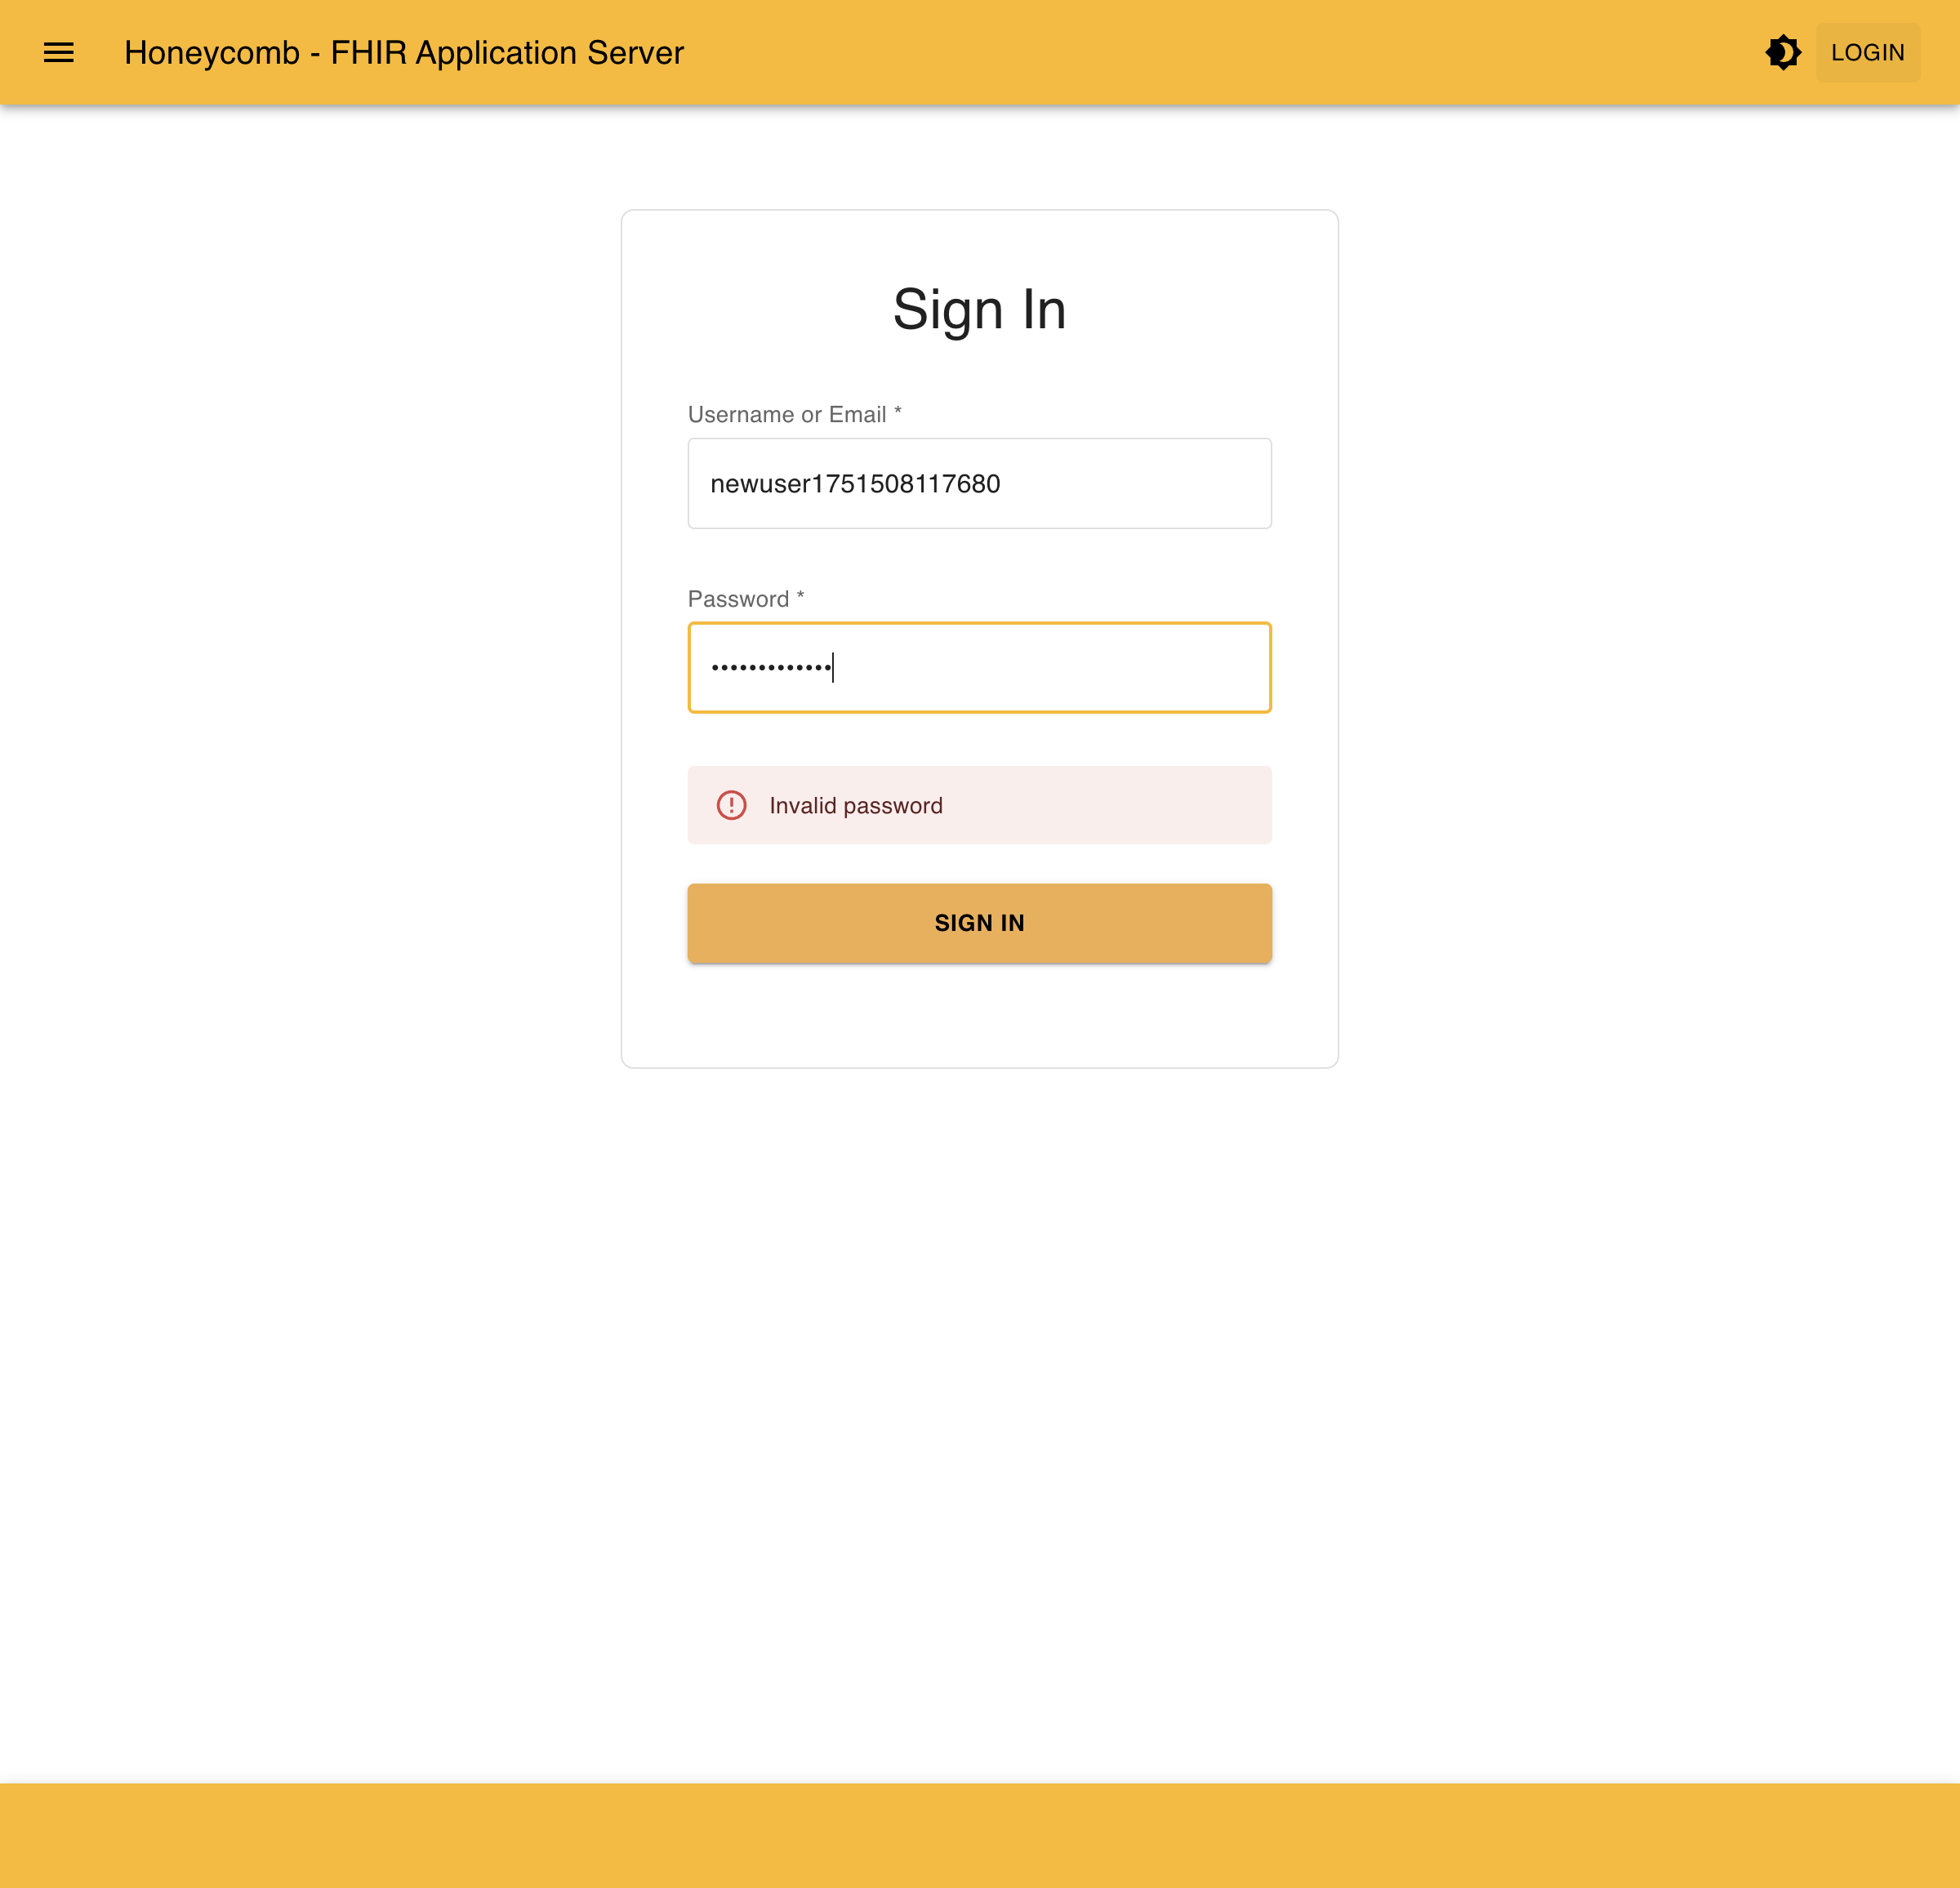 Honeycomb - FHIR Application Server
LOGIN
Sign In
Username or Email *
newuser1751508117680
Password *
•••••••••••••
Invalid password
SIGN IN